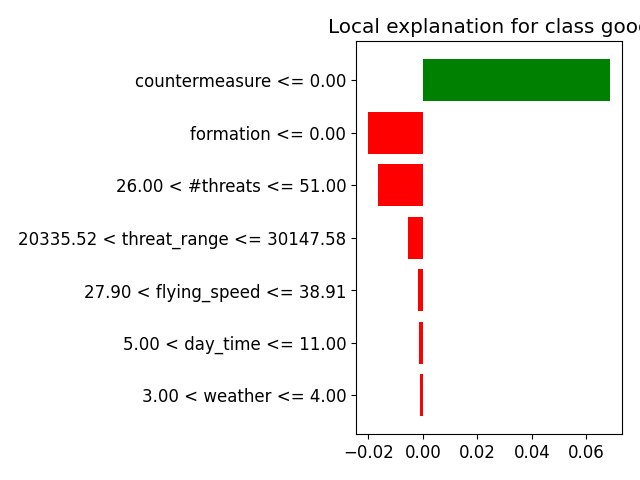 Local explanation for class good
countermeasure <= 0.00
formation <= 0.00
26.00 < #threats <= 51.00
20335.52 < threat_range <= 30147.58
27.90 < flying_speed <= 38.91
5.00 < day_time <= 11.00
3.00 < weather <= 4.00
−0.02 0.00 0.02 0.04 0.06